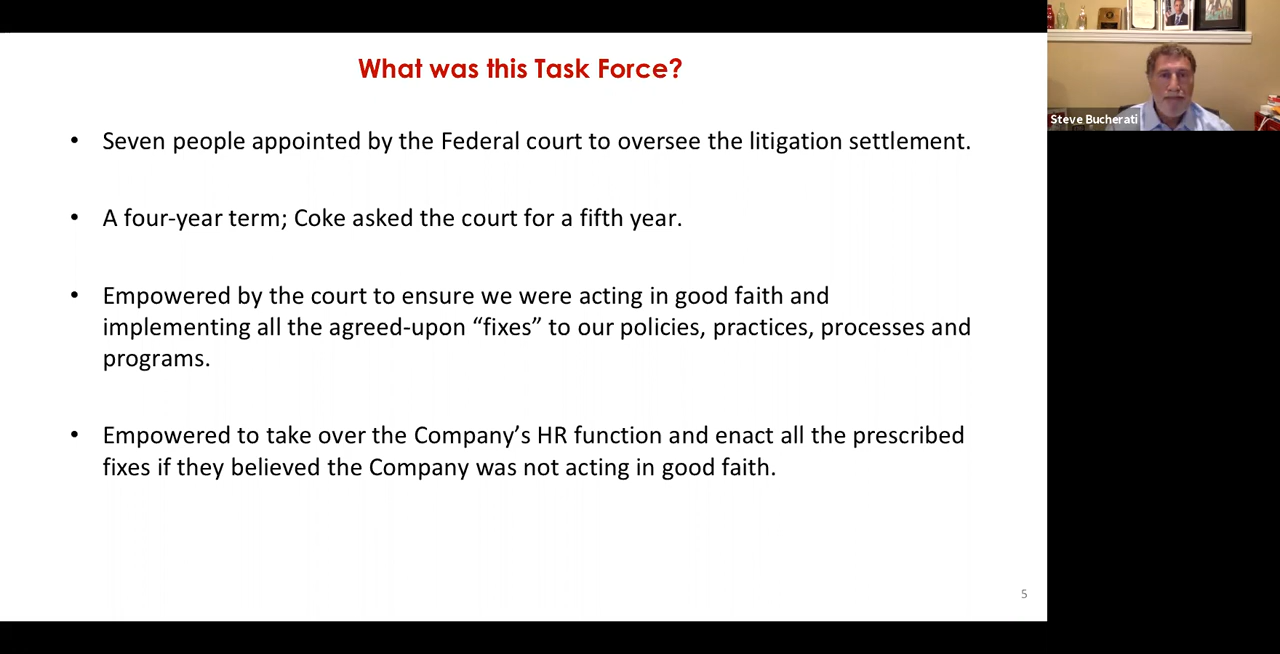 What was this Task Force?
• Seven people appointed by the Federal court to oversee the litigation settlement.
• A four-year term; Coke asked the court for a fifth year.
• Empowered by the court to ensure we were acting in good faith and
implementing all the agreed-upon “fixes” to our policies, practices, processes and
programs.
• Empowered to take over the Company’s HR function and enact all the prescribed
fixes if they believed the Company was not acting in good faith.
5
Steve Bucherati